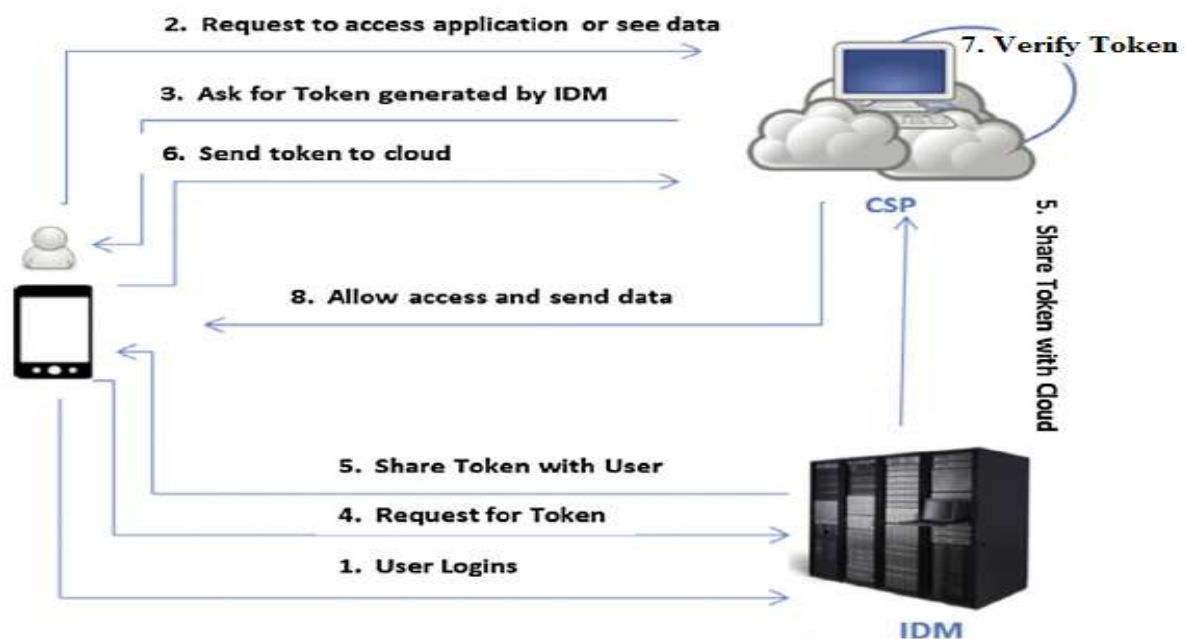 2. Request to access application or see data
7. Verify Token
3. Ask for Token generated by IDM
6. Send token to cloud
CSP
5. Share Token with Cloud
8. Allow access and send data
5. Share Token with User
4. Request for Token
1. User Logins
IDM